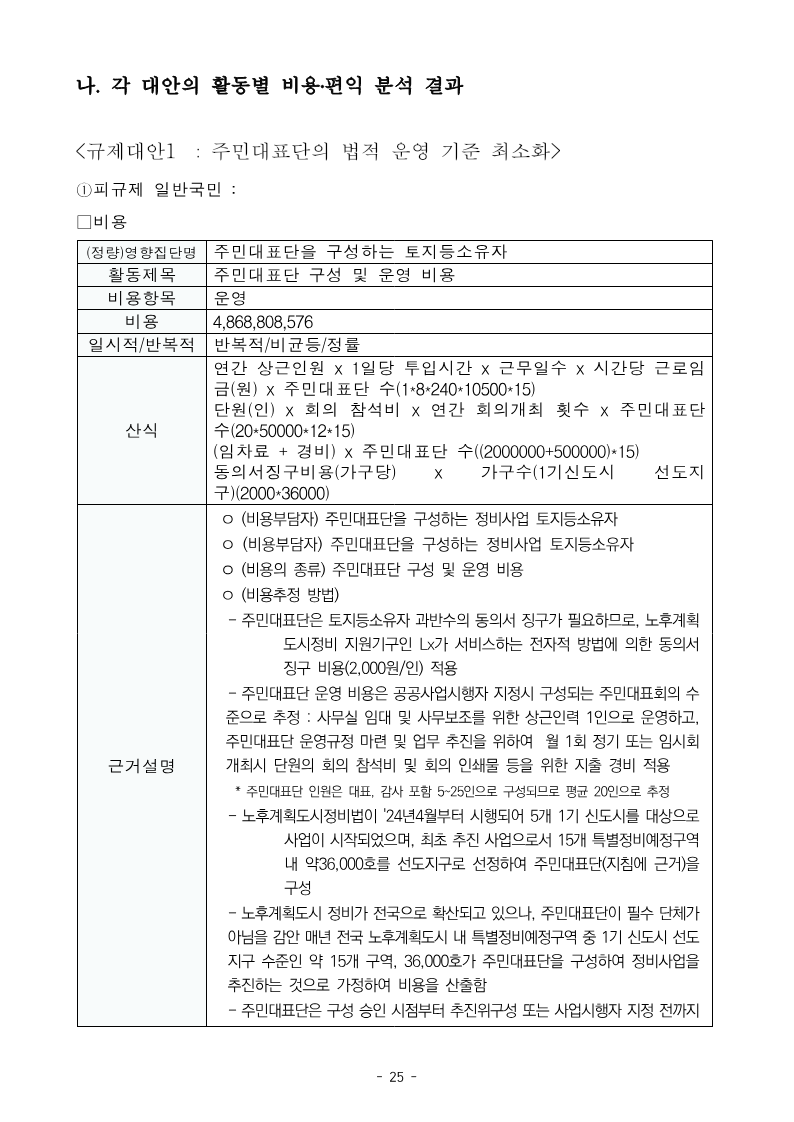 나. 각 대안의 활동별 비용·편익 분석 결과
<규제대안1 : 주민대표단의 법적 운영 기준 최소화>
①피규제 일반국민 :
□비용
(정량)영향집단명 주민대표단을 구성하는 토지등소유자
활동제목 주민대표단 구성 및 운영 비용
비용항목 운영
비용 4,868,808,576
일시적/반복적 반복적/비균등/정률
산식
연간 상근인원 x 1일당 투입시간 x 근무일수 x 시간당 근로임
금(원) x 주민대표단 수(1*8*240*10500*15)
단원(인) x 회의 참석비 x 연간 회의개최 횟수 x 주민대표단
수(20*50000*12*15)
(임차료 + 경비) x 주민대표단 수((2000000+500000)*15)
동의서징구비용(가구당) x 가구수(1기신도시 선도지
구)(2000*36000)
근거설명
ㅇ (비용부담자) 주민대표단을 구성하는 정비사업 토지등소유자
ㅇ (비용부담자) 주민대표단을 구성하는 정비사업 토지등소유자
ㅇ (비용의 종류) 주민대표단 구성 및 운영 비용
ㅇ (비용추정 방법)
- 주민대표단은 토지등소유자 과반수의 동의서 징구가 필요하므로, 노후계획
도시정비 지원기구인 Lx가 서비스하는 전자적 방법에 의한 동의서
징구 비용(2,000원/인) 적용
- 주민대표단 운영 비용은 공공사업시행자 지정시 구성되는 주민대표회의 수
준으로 추정 : 사무실 임대 및 사무보조를 위한 상근인력 1인으로 운영하고,
주민대표단 운영규정 마련 및 업무 추진을 위하여 월 1회 정기 또는 임시회
개최시 단원의 회의 참석비 및 회의 인쇄물 등을 위한 지출 경비 적용
* 주민대표단 인원은 대표, 감사 포함 5~25인으로 구성되므로 평균 20인으로 추정
- 노후계획도시정비법이 '24년4월부터 시행되어 5개 1기 신도시를 대상으로
사업이 시작되었으며, 최초 추진 사업으로서 15개 특별정비예정구역
내 약36,000호를 선도지구로 선정하여 주민대표단(지침에 근거)을
구성
- 노후계획도시 정비가 전국으로 확산되고 있으나, 주민대표단이 필수 단체가
아님을 감안 매년 전국 노후계획도시 내 특별정비예정구역 중 1기 신도시 선도
지구 수준인 약 15개 구역, 36,000호가 주민대표단을 구성하여 정비사업을
추진하는 것으로 가정하여 비용을 산출함
- 주민대표단은 구성 승인 시점부터 추진위구성 또는 사업시행자 지정 전까지
- 25 -